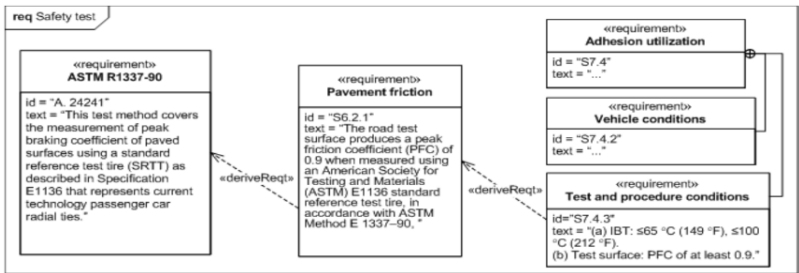 req Safety test
«requirement»
ASTM R1337-90
id = "A. 24241"
text = "This test method covers
the measurement of peak
braking coefficient of paved
surfaces using a standard
reference test tire (SRTT) as
described in Specification
E1136 that represents current
technology passenger car
radial ties."
«deriveReqt»
«requirement»
Pavement friction
id = "S6.2.1"
text = "The road test
surface produces a peak
friction coefficient (PFC) of
0.9 when measured using
an American Society for
Testing and Materials
(ASTM) E1136 standard
reference test tire, in
accordance with ASTM
Method E 1337–90, "
«deriveReqt»
«requirement»
Adhesion utilization
id = "S7.4"
text = "..."
«requirement»
Vehicle conditions
id = "S7.4.2"
text = "..."
«requirement»
Test and procedure conditions
id="S7.4.3"
text = "(a) IBT: ≤65 °C (149 °F), ≤100
°C (212 °F).
(b) Test surface: PFC of at least 0.9."